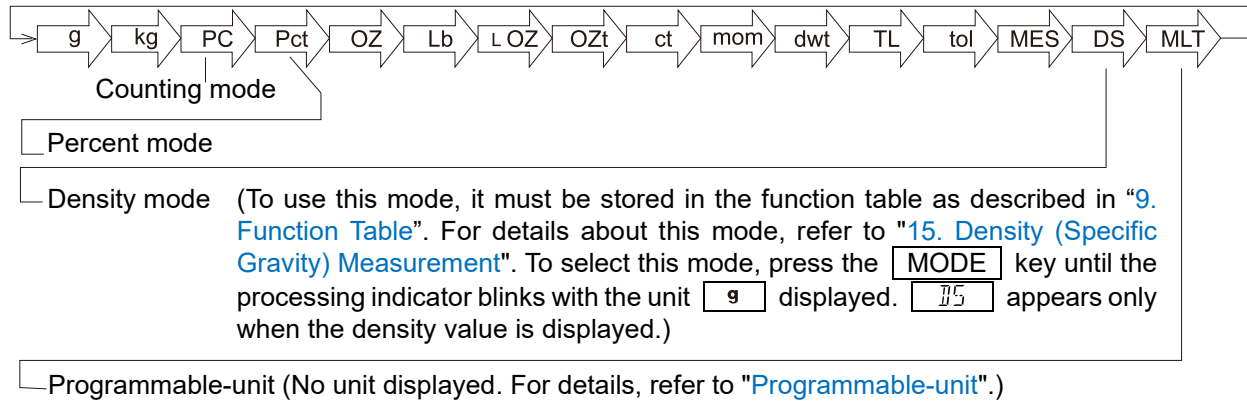 g kg PC Pct OZ Lb L OZ OZt ct mom dwt TL tol MES DS MLT
Counting mode
Percent mode
Density mode (To use this mode, it must be stored in the function table as described in “9.
Function Table”. For details about this mode, refer to "15. Density (Specific
Gravity) Measurement". To select this mode, press the MODE key until the
processing indicator blinks with the unit g displayed. DS appears only
when the density value is displayed.)
Programmable-unit (No unit displayed. For details, refer to "Programmable-unit".)